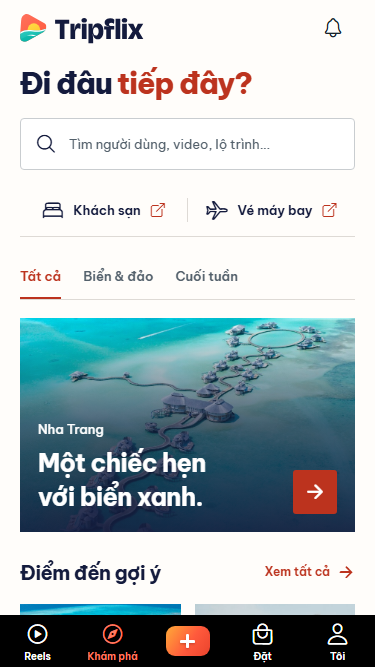 Tripflix
Đi đâu tiếp đây?
Tìm người dùng, video, lộ trình...
Khách sạn
Vé máy bay
Tất cả
Biển & đảo
Cuối tuần
Nha Trang
Một chiếc hẹn
với biển xanh.
Điểm đến gợi ý
Xem tất cả
Reels
Khám phá
Đặt
Tôi